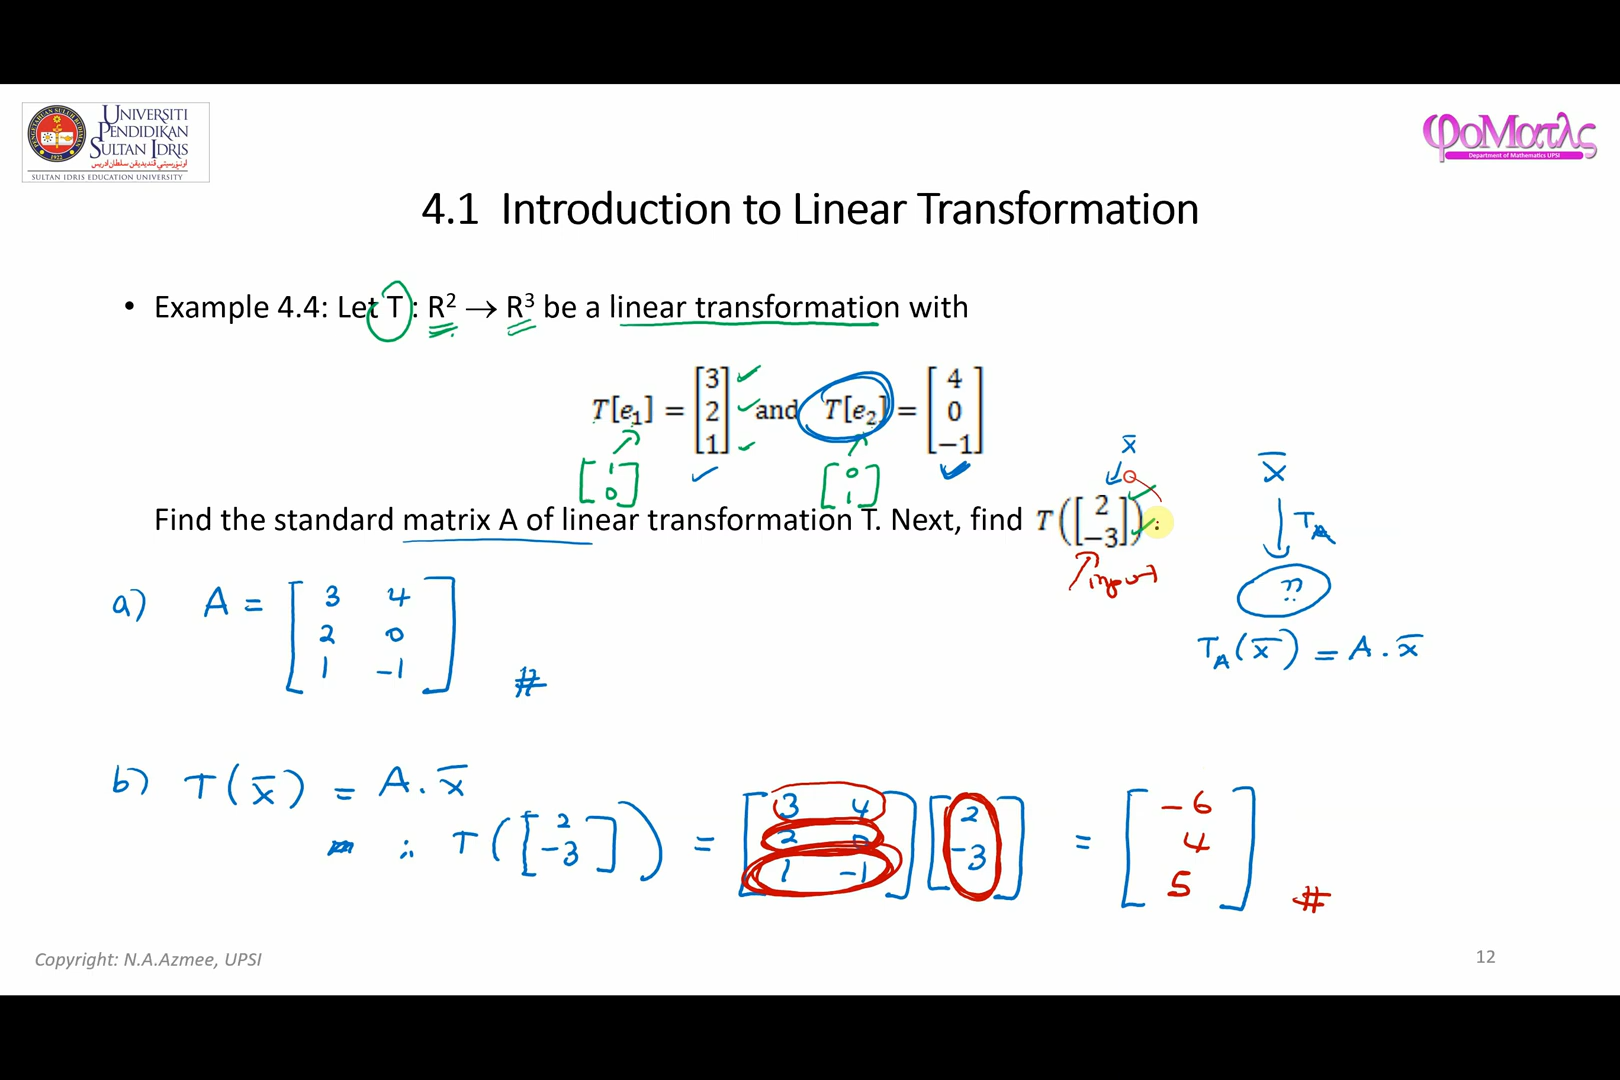 UNIVERSITI
PENDIDIKAN
SULTAN IDRIS
SULTAN IDRIS EDUCATION UNIVERSITY
φοΜατλς
Department of Mathematics UPSI
4.1 Introduction to Linear Transformation
• Example 4.4: Let T : R² → R³ be a linear transformation with
T[e₁] = [3 2 1] and T[e₂] = [4 0 −1]
[1 0] [0 1]
x̄
x̄
Find the standard matrix A of linear transformation T. Next, find T([2 −3]).
T_A
input
??
a) A = [3 4; 2 0; 1 -1] #
T_A(x̄) = A . x̄
b) T(x̄) = A . x̄
∴ T([2 -3]) = [3 4; 2 0; 1 -1] [2 -3] = [-6 4 5] #
Copyright: N.A.Azmee, UPSI
12